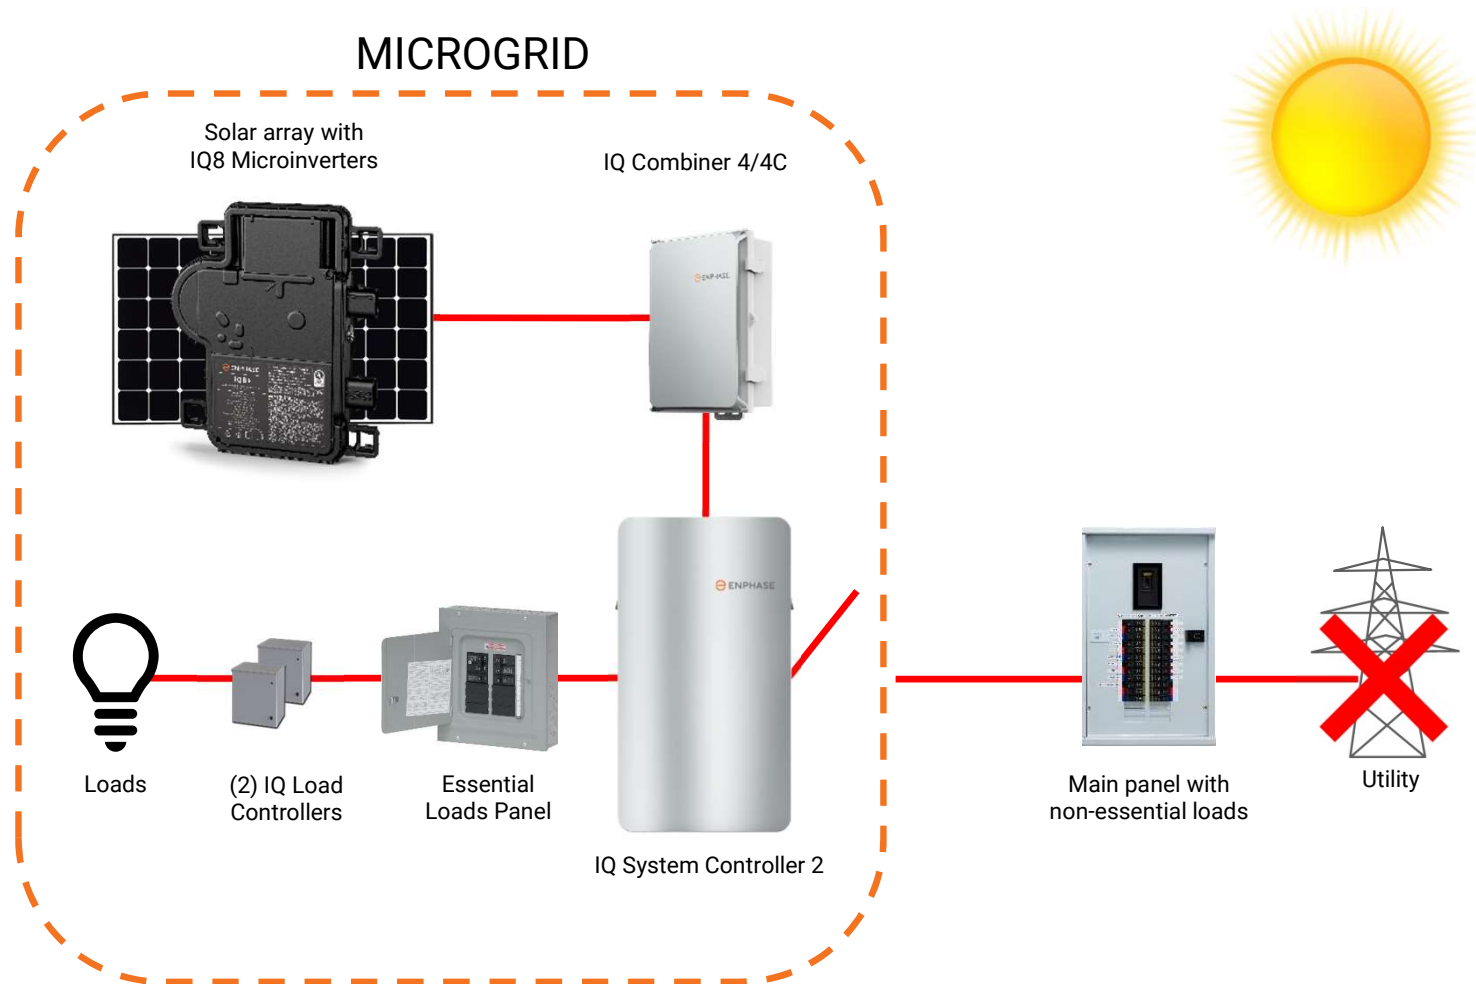 MICROGRID
Solar array with
IQ8 Microinverters
IQ Combiner 4/4C
ENPHASE
ENPHASE
ENPHASE
Loads
(2) IQ Load
Controllers
Essential
Loads Panel
IQ System Controller 2
Main panel with
non-essential loads
Utility